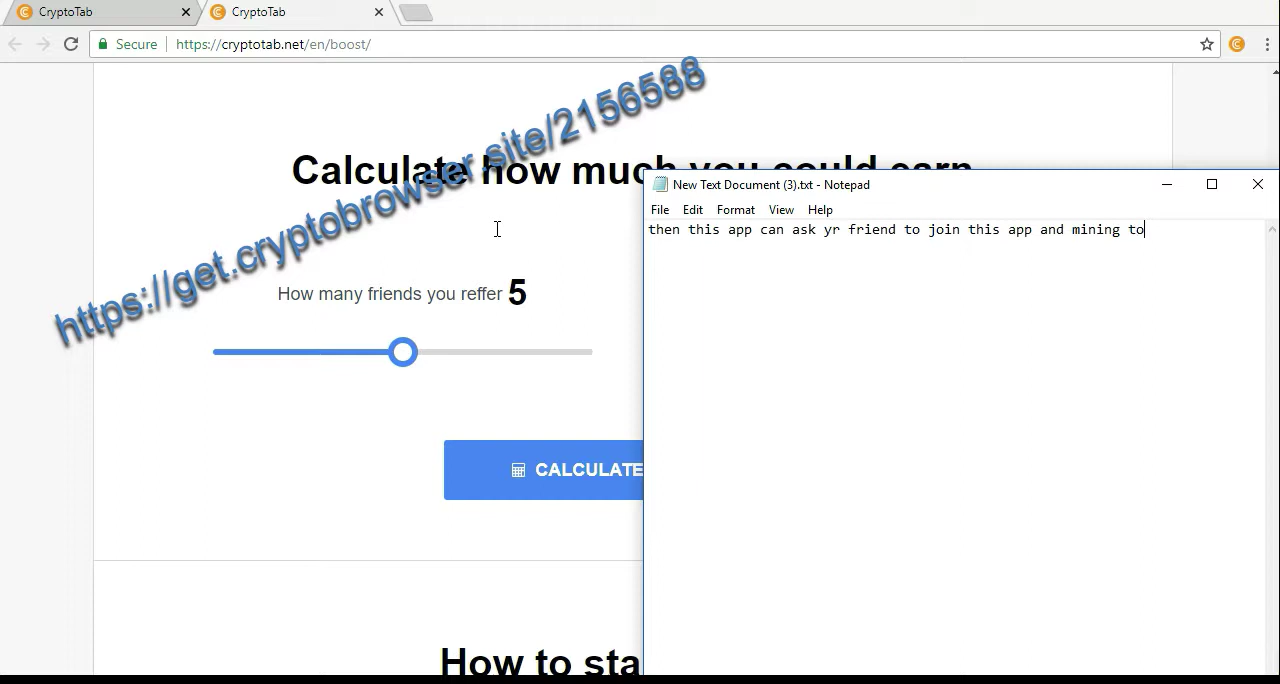 CryptoTab
CryptoTab
Secure
https://cryptotab.net/en/boost/
https://get.cryptobrowser.site/2156588
Calculate how much you could earn
New Text Document (3).txt - Notepad
File Edit Format View Help
then this app can ask yr friend to join this app and mining to
How many friends you reffer 5
CALCULATE
How to sta